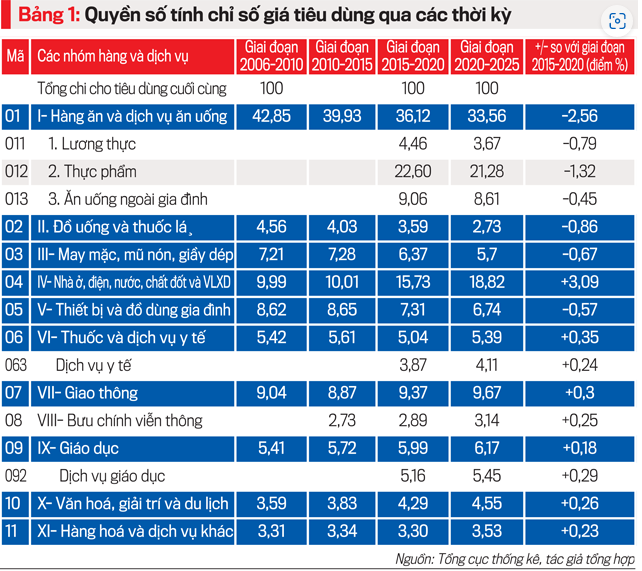 Bảng 1: Quyền số tính chỉ số giá tiêu dùng qua các thời kỳ
Mã Các nhóm hàng và dịch vụ Giai đoạn 2006-2010 Giai đoạn 2010-2015 Giai đoạn 2015-2020 Giai đoạn 2020-2025 +/- so với giai đoạn 2015-2020 (điểm %)
Tổng chi cho tiêu dùng cuối cùng 100 100 100
01 I- Hàng ăn và dịch vụ ăn uống 42,85 39,93 36,12 33,56 -2,56
011 1. Lương thực 4,46 3,67 -0,79
012 2. Thực phẩm 22,60 21,28 -1,32
013 3. Ăn uống ngoài gia đình 9,06 8,61 -0,45
02 II. Đồ uống và thuốc lá¸ 4,56 4,03 3,59 2,73 -0,86
03 III- May mặc, mũ nón, giầy dép 7,21 7,28 6,37 5,7 -0,67
04 IV- Nhà ở, điện, nước, chất đốt và VLXD 9,99 10,01 15,73 18,82 +3,09
05 V- Thiết bị và đồ dùng gia đình 8,62 8,65 7,31 6,74 -0,57
06 VI- Thuốc và dịch vụ y tế 5,42 5,61 5,04 5,39 +0,35
063 Dịch vụ y tế 3,87 4,11 +0,24
07 VII- Giao thông 9,04 8,87 9,37 9,67 +0,3
08 VIII- Bưu chính viễn thông 2,73 2,89 3,14 +0,25
09 IX- Giáo dục 5,41 5,72 5,99 6,17 +0,18
092 Dịch vụ giáo dục 5,16 5,45 +0,29
10 X- Văn hoá, giải trí và du lịch 3,59 3,83 4,29 4,55 +0,26
11 XI- Hàng hoá và dịch vụ khác 3,31 3,34 3,30 3,53 +0,23
Nguồn: Tổng cục thống kê, tác giả tổng hợp